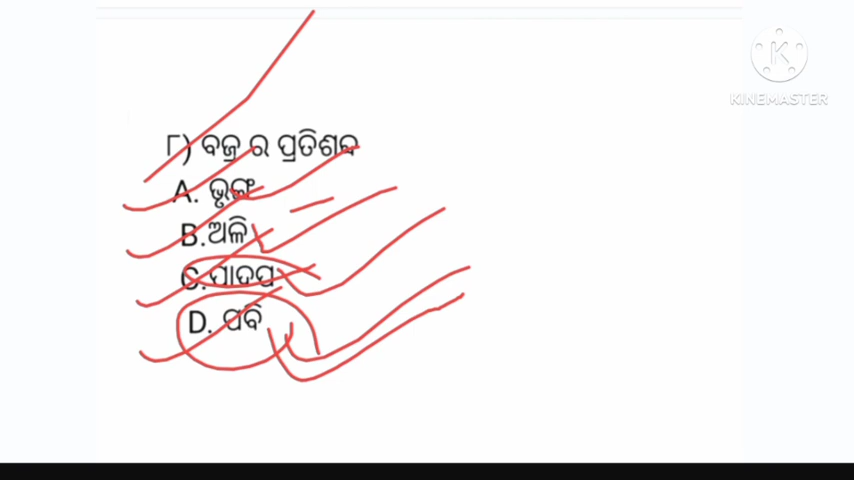 ୮) ବଜ୍ର ର ପ୍ରତିଶବ୍ଦ
A. ଭୃଙ୍ଗ
B.ଅଳି
C.ପାଦପ
D. ପବି
KINEMASTER